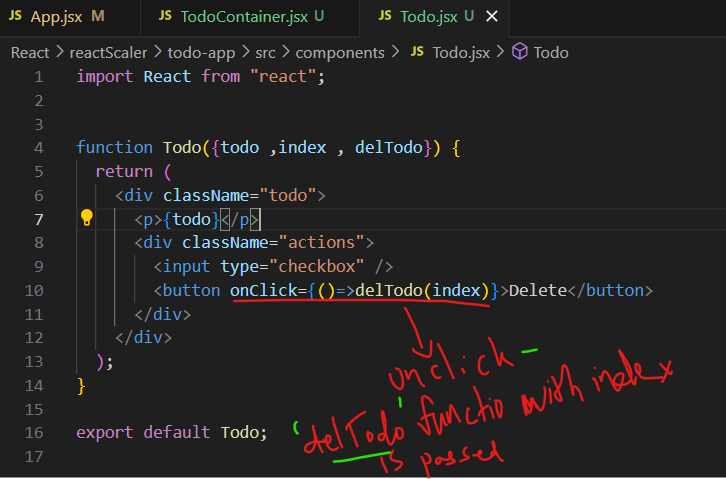 JS App.jsx M JS TodoContainer.jsx U JS Todo.jsx U ×
React > reactScaler > todo-app > src > components > JS Todo.jsx > Todo
1 import React from "react";
2
3
4 function Todo({todo ,index , delTodo}) {
5 return (
6 <div className="todo">
7 <p>{todo}</p>
8 <div className="actions">
9 <input type="checkbox" />
10 <button onClick={()=>delTodo(index)}>Delete</button>
11 </div>
12 </div>
13 );
14 }
15
16 export default Todo;
17
onclick –
'delTodo' functio with index
is passed